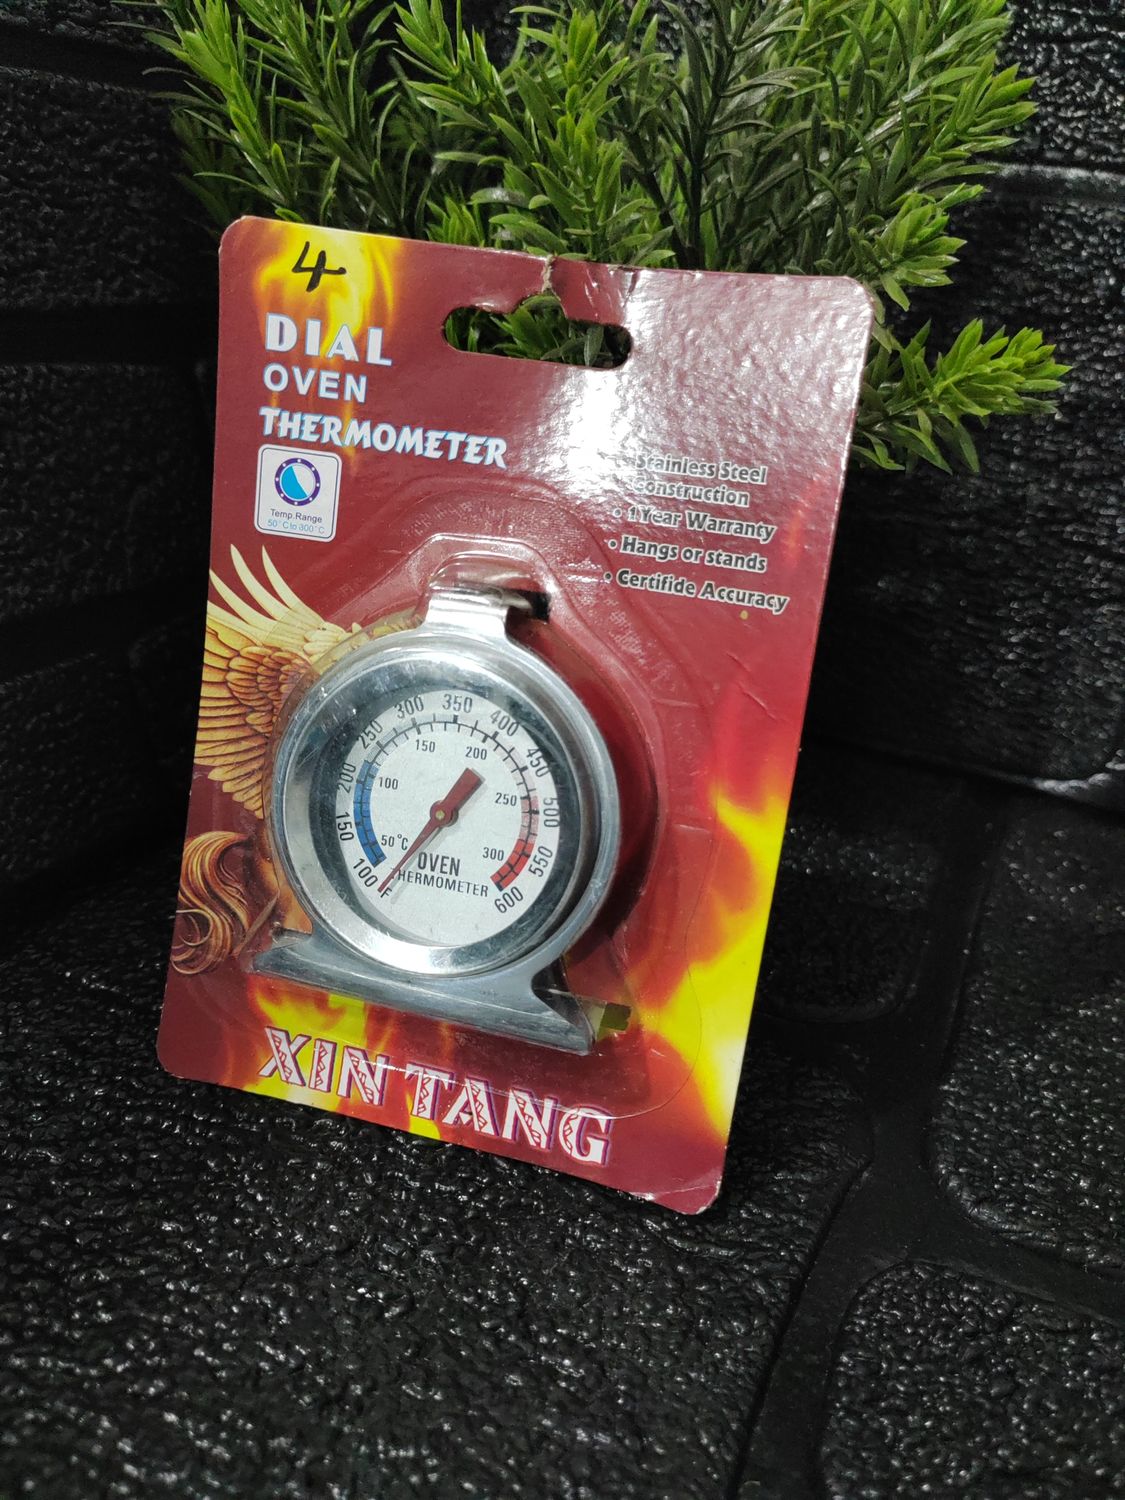 4
DIAL
OVEN
THERMOMETER
Temp.Range
50°C to 300°C
Stainless Steel
Construction
• 1Year Warranty
• Hangs or stands
• Certifide Accuracy
100 150 200 250 300 350 400 450 500 550 600
50°C 100 150 200 250 300
F
OVEN
THERMOMETER
XIN TANG